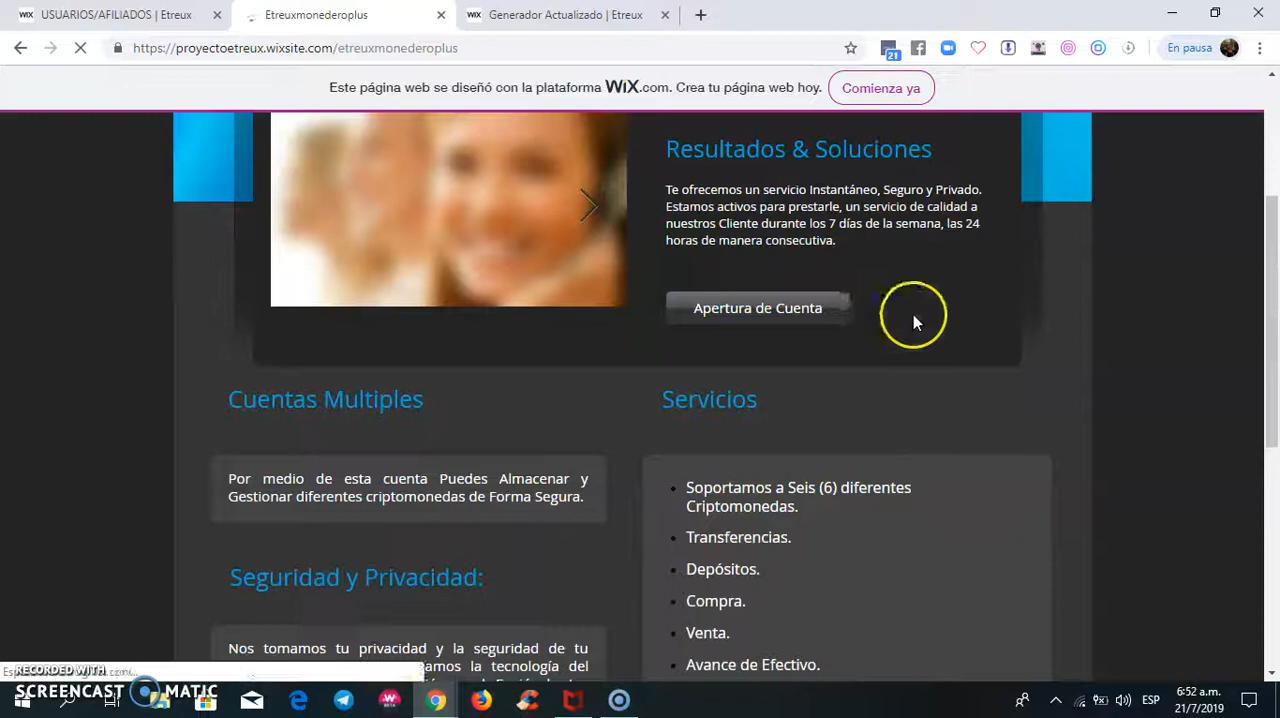 USUARIOS/AFILIADOS | Etreux
Etreuxmonederoplus
Generador Actualizado | Etreux
https://proyectoetreux.wixsite.com/etreuxmonederoplus
21
En pausa
Este página web se diseñó con la plataforma WiX.com. Crea tu página web hoy.
Comienza ya
Resultados & Soluciones
Te ofrecemos un servicio Instantáneo, Seguro y Privado.
Estamos activos para prestarle, un servicio de calidad a
nuestros Cliente durante los 7 días de la semana, las 24
horas de manera consecutiva.
Apertura de Cuenta
Cuentas Multiples
Servicios
Por medio de esta cuenta Puedes Almacenar y
Gestionar diferentes criptomonedas de Forma Segura.
Soportamos a Seis (6) diferentes
Criptomonedas.
Transferencias.
Depósitos.
Compra.
Venta.
Avance de Efectivo.
Seguridad y Privacidad:
Nos tomamos tu privacidad y la seguridad de tu
la tecnología del
RECORDED WITH
SCREENCAST MATIC
ESP
6:52 a.m.
21/7/2019